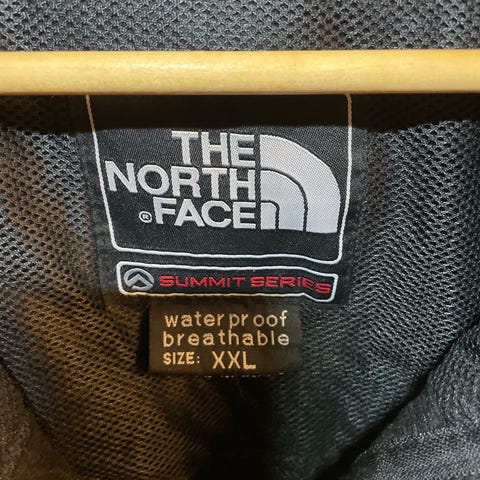 THE
NORTH
® FACE
SUMMIT SERIES
waterproof
breathable
SIZE: XXL